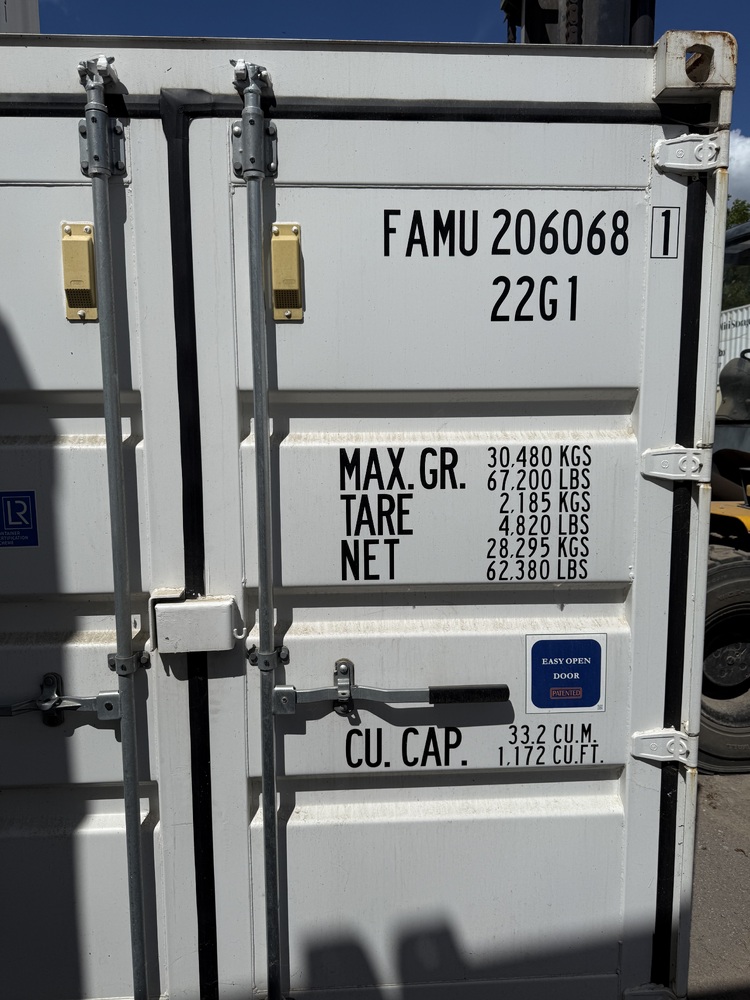 FAMU 206068 1
22G1
MAX. GR. 30,480 KGS
67,200 LBS
TARE 2,185 KGS
4,820 LBS
NET 28,295 KGS
62,380 LBS
LR
EASY OPEN
DOOR
PATENTED
CU. CAP. 33.2 CU.M.
1,172 CU.FT.